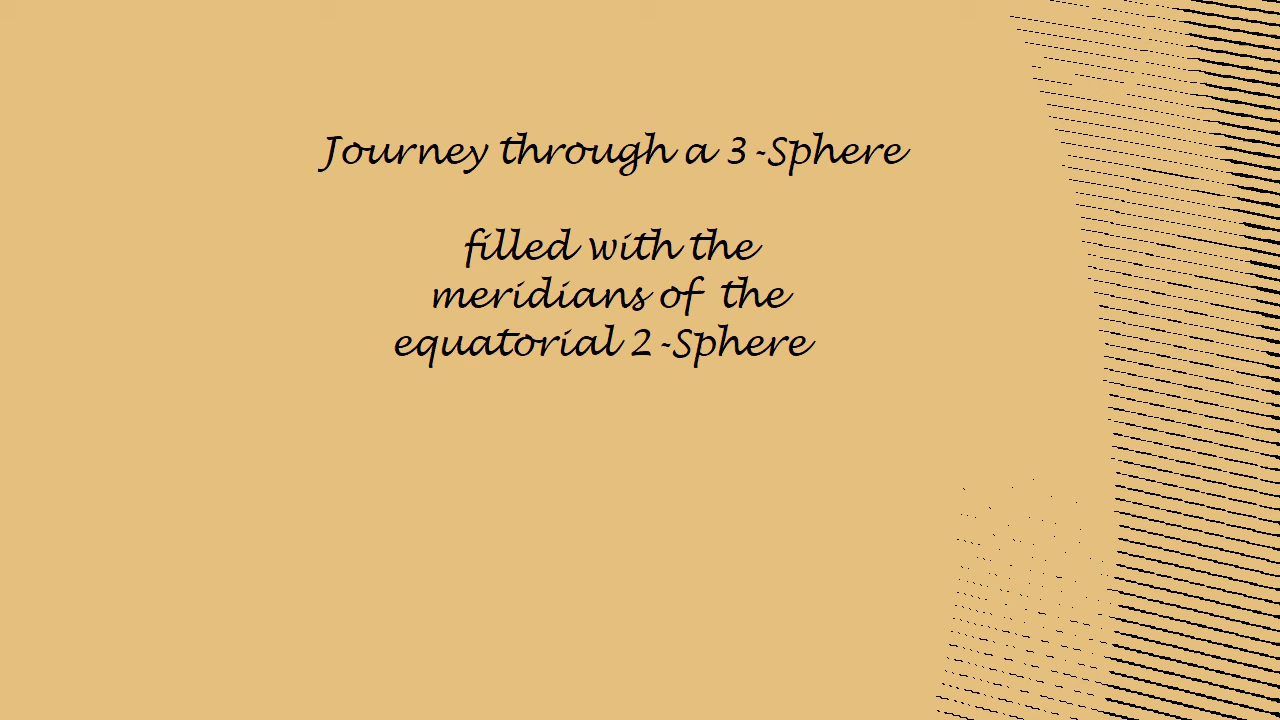 Journey through a 3-Sphere
filled with the
meridians of the
equatorial 2-Sphere